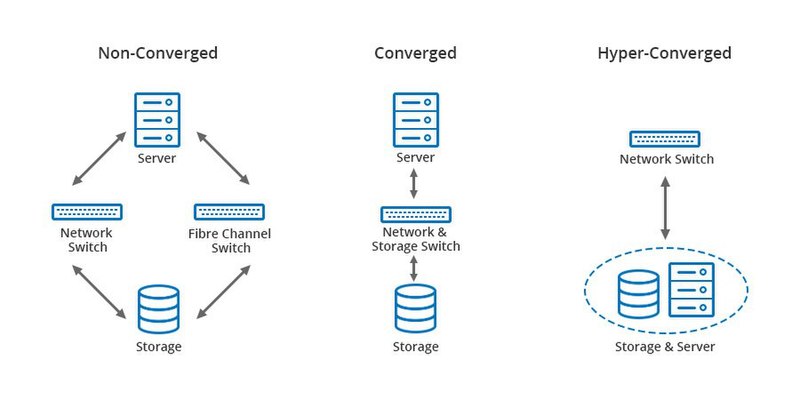 Non-Converged
Server
Network
Switch
Fibre Channel
Switch
Storage
Converged
Server
Network &
Storage Switch
Storage
Hyper-Converged
Network Switch
Storage & Server